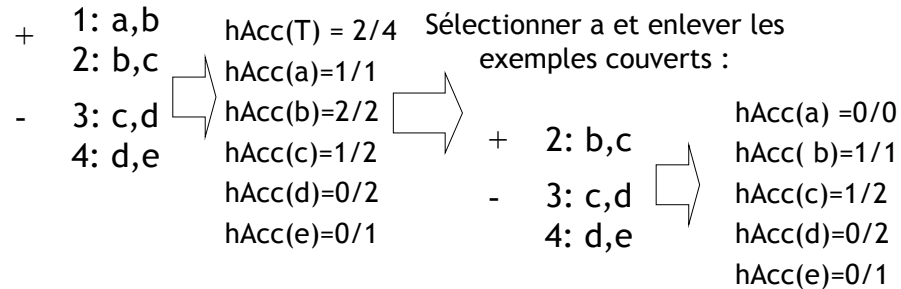 + 1: a,b
2: b,c
- 3: c,d
4: d,e
hAcc(T) = 2/4
hAcc(a)=1/1
hAcc(b)=2/2
hAcc(c)=1/2
hAcc(d)=0/2
hAcc(e)=0/1
Sélectionner a et enlever les
exemples couverts :
+ 2: b,c
- 3: c,d
4: d,e
hAcc(a) =0/0
hAcc( b)=1/1
hAcc(c)=1/2
hAcc(d)=0/2
hAcc(e)=0/1